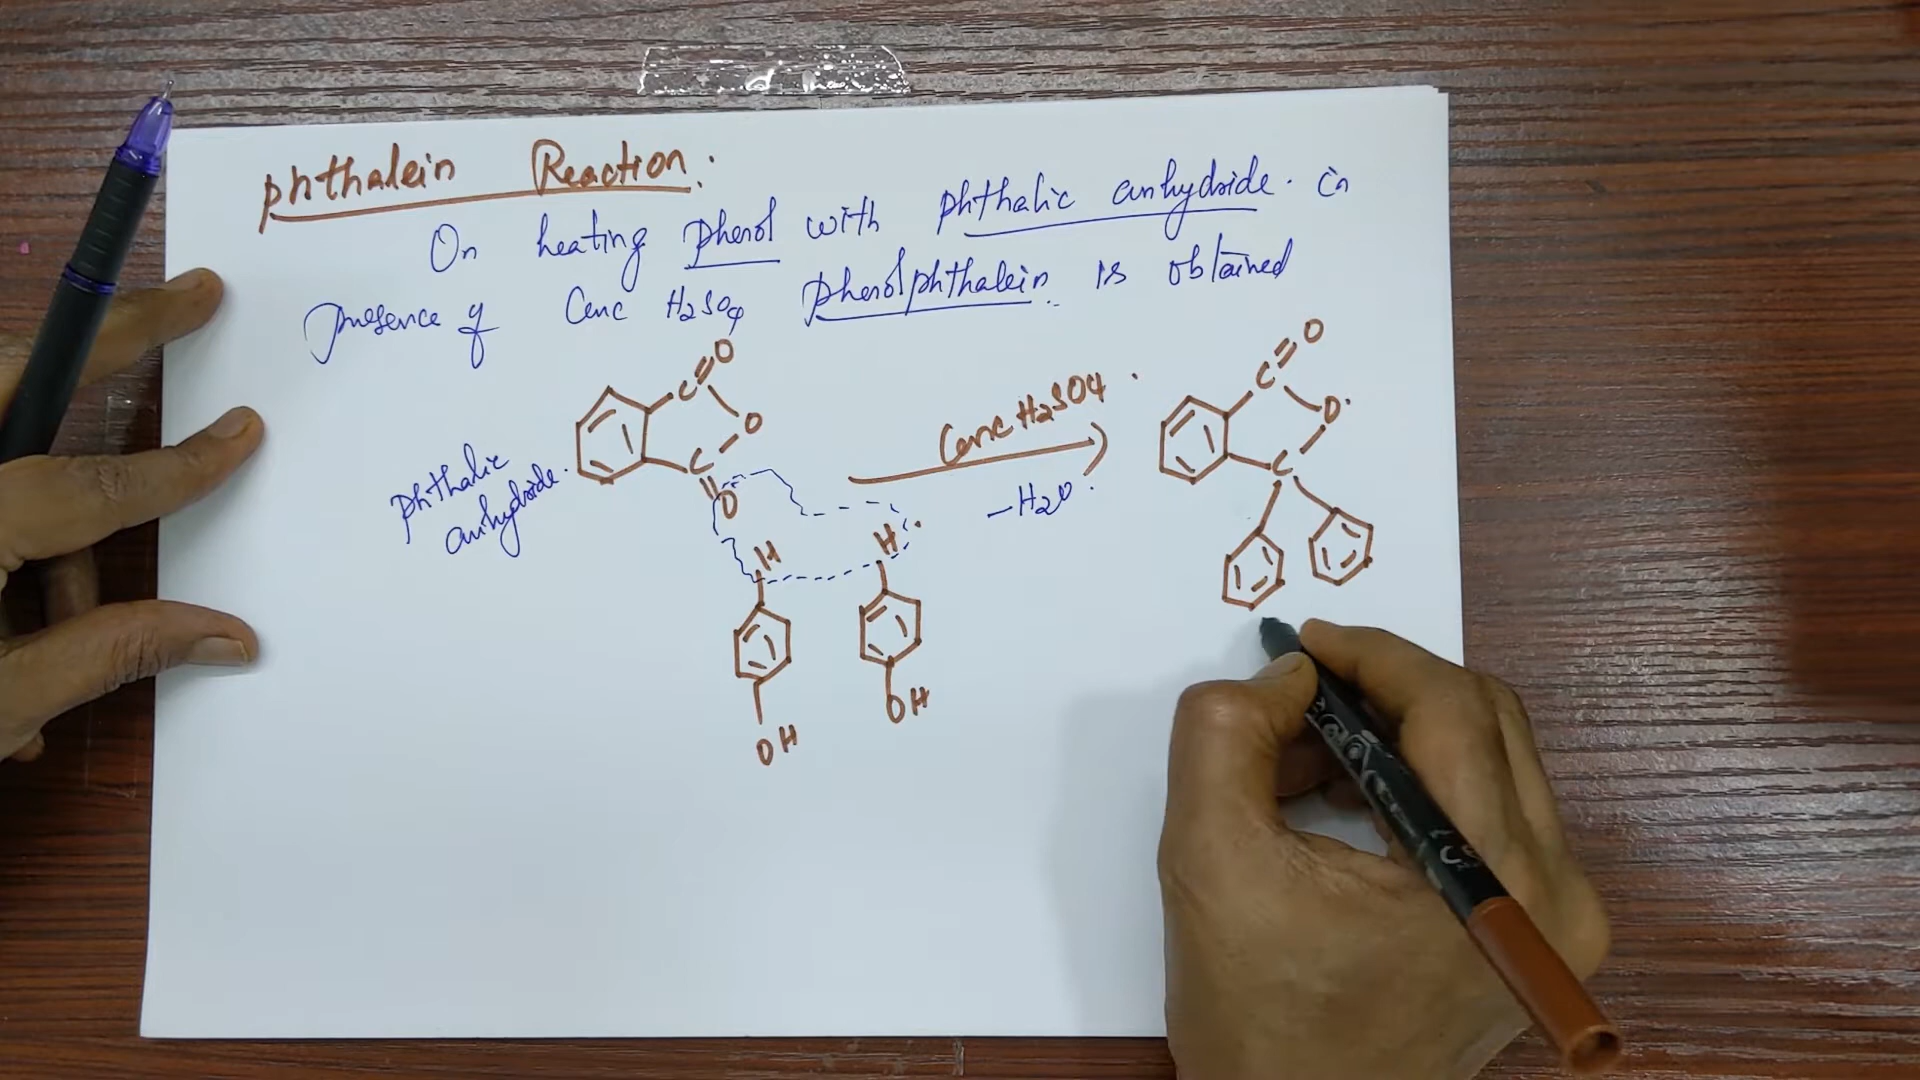 Phthalein Reaction.
On heating phenol with phthalic anhydride. in
presence of Conc H2SO4 phenolphthalein is obtained
C=O
O
C
O
Phthalic
anhydride.
Conc H2SO4.
-H2O.
H
H
OH
OH
C=O
O
C